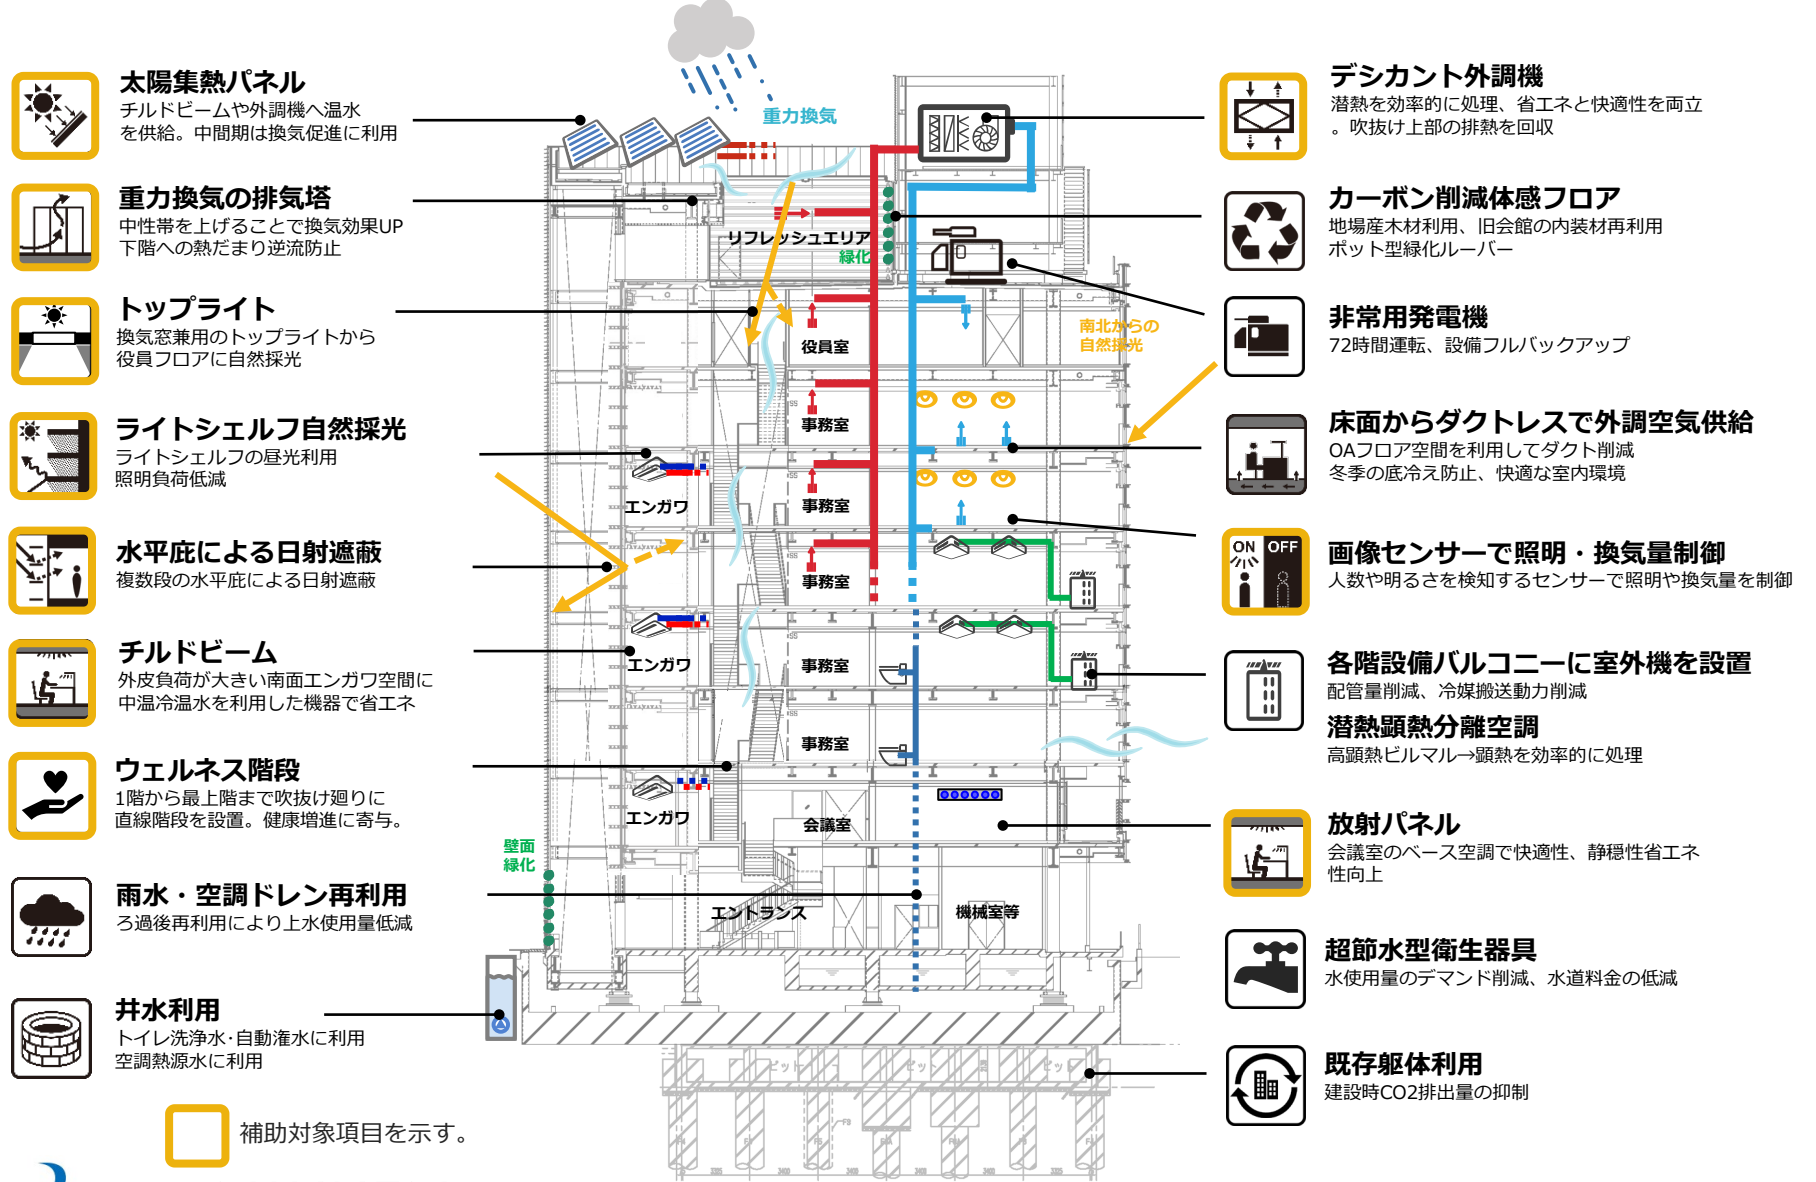 太陽集熱パネル
チルドビームや外調機へ温水
を供給。中間期は換気促進に利用
重力換気の排気塔
中性帯を上げることで換気効果UP
下階への熱だまり逆流防止
トップライト
換気窓兼用のトップライトから
役員フロアに自然採光
ライトシェルフ自然採光
ライトシェルフの昼光利用
照明負荷低減
水平庇による日射遮蔽
複数段の水平庇による日射遮蔽
チルドビーム
外皮負荷が大きい南面エンガワ空間に
中温冷温水を利用した機器で省エネ
ウェルネス階段
1階から最上階まで吹抜け廻りに
直線階段を設置。健康増進に寄与。
雨水・空調ドレン再利用
ろ過後再利用により上水使用量低減
井水利用
トイレ洗浄水・自動潅水に利用
空調熱源水に利用
補助対象項目を示す。
重力換気
リフレッシュエリア
緑化
南北からの
自然採光
役員室
事務室
エンガワ
事務室
事務室
エンガワ
事務室
事務室
エンガワ
会議室
壁面
緑化
エントランス
機械室等
ピット
ピット
ピット
デシカント外調機
潜熱を効率的に処理、省エネと快適性を両立
。吹抜け上部の排熱を回収
カーボン削減体感フロア
地場産木材利用、旧会館の内装材再利用
ポット型緑化ルーバー
非常用発電機
72時間運転、設備フルバックアップ
床面からダクトレスで外調空気供給
OAフロア空間を利用してダクト削減
冬季の底冷え防止、快適な室内環境
ON OFF
画像センサーで照明・換気量制御
人数や明るさを検知するセンサーで照明や換気量を制御
各階設備バルコニーに室外機を設置
配管量削減、冷媒搬送動力削減
潜熱顕熱分離空調
高顕熱ビルマル→顕熱を効率的に処理
放射パネル
会議室のベース空調で快適性、静穏性省エネ
性向上
超節水型衛生器具
水使用量のデマンド削減、水道料金の低減
既存躯体利用
建設時CO2排出量の抑制